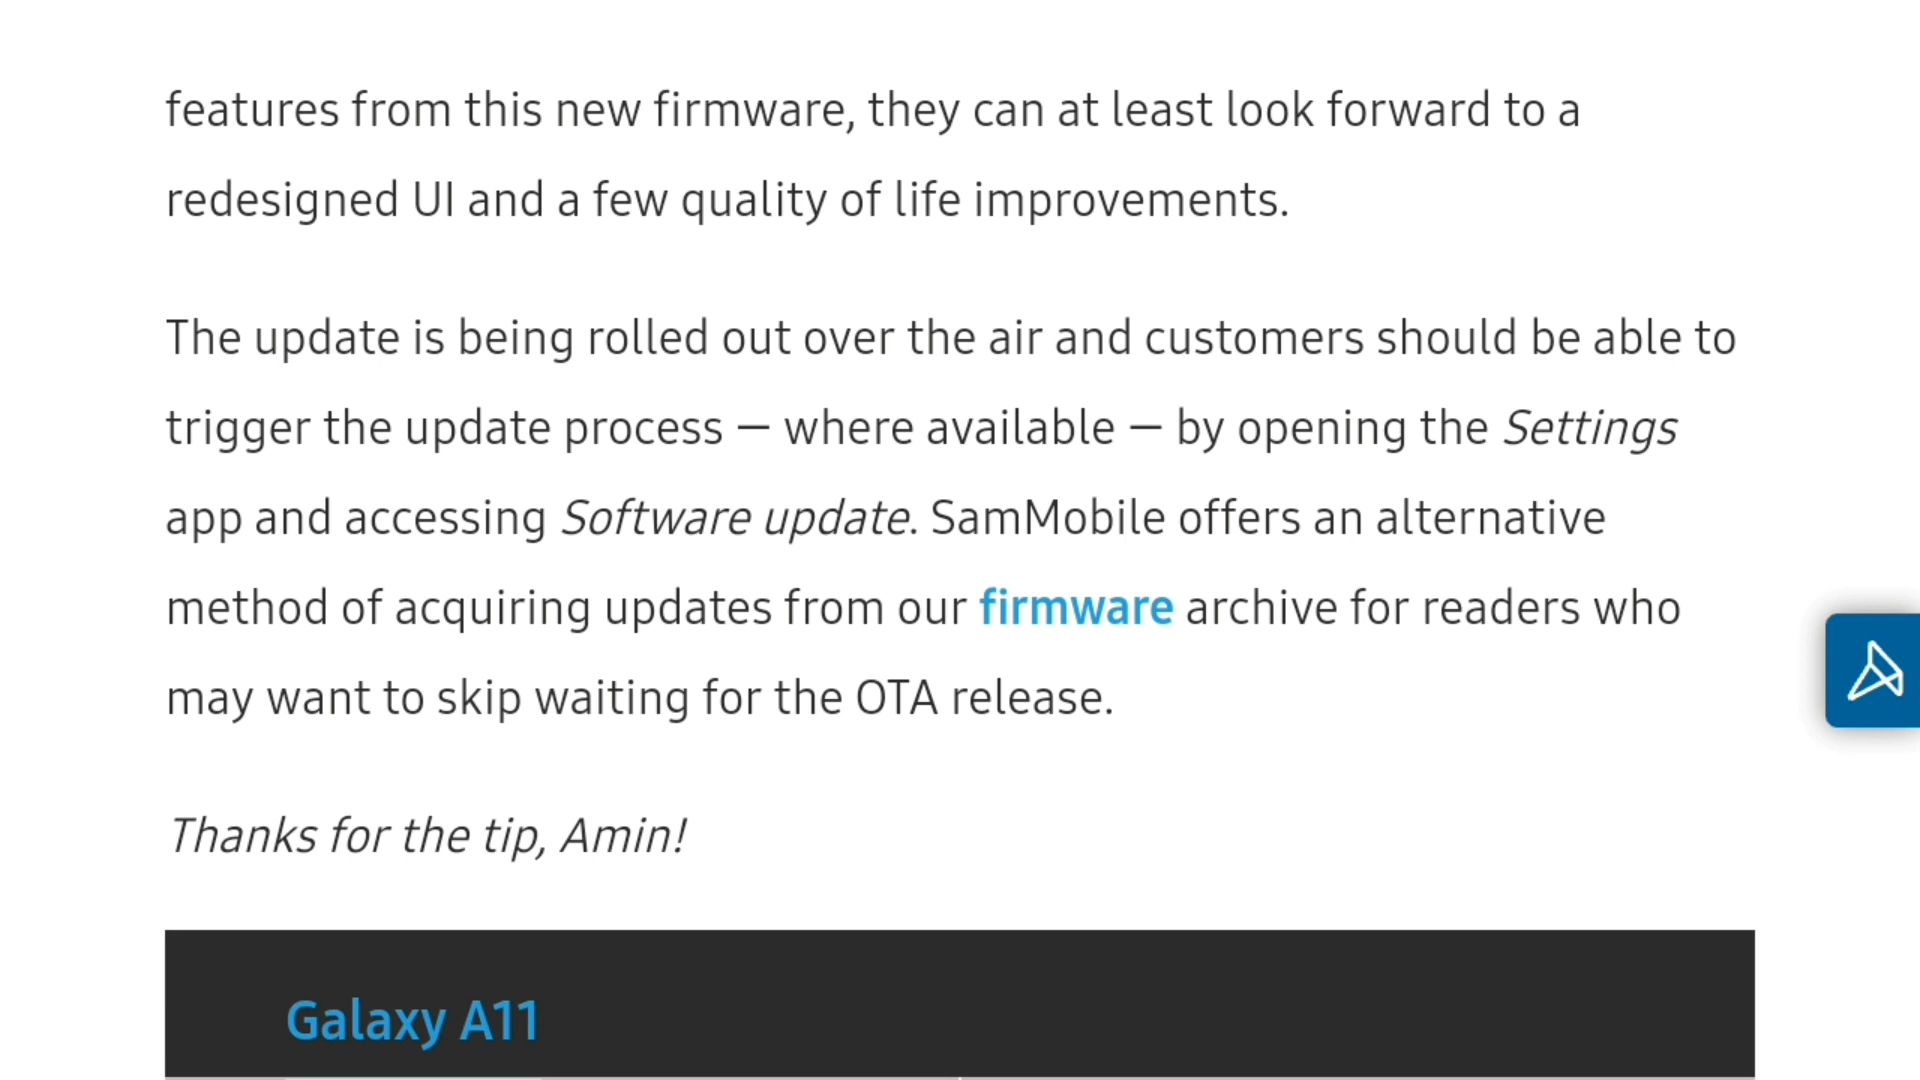 features from this new firmware, they can at least look forward to a
redesigned UI and a few quality of life improvements.
The update is being rolled out over the air and customers should be able to
trigger the update process — where available — by opening the Settings
app and accessing Software update. SamMobile offers an alternative
method of acquiring updates from our firmware archive for readers who
may want to skip waiting for the OTA release.
Thanks for the tip, Amin!
Galaxy A11